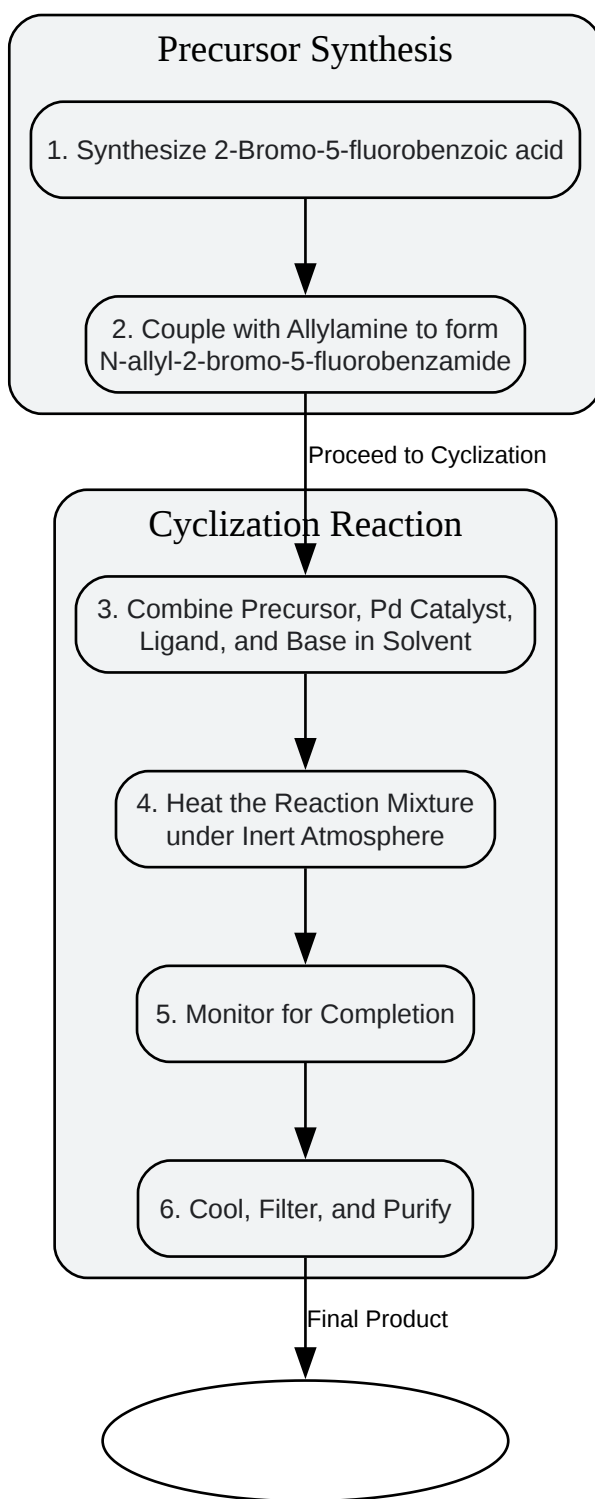 Precursor Synthesis
1. Synthesize 2-Bromo-5-fluorobenzoic acid
2. Couple with Allylamine to form
N-allyl-2-bromo-5-fluorobenzamide
Proceed to Cyclization
Cyclization Reaction
3. Combine Precursor, Pd Catalyst,
Ligand, and Base in Solvent
4. Heat the Reaction Mixture
under Inert Atmosphere
5. Monitor for Completion
6. Cool, Filter, and Purify
Final Product